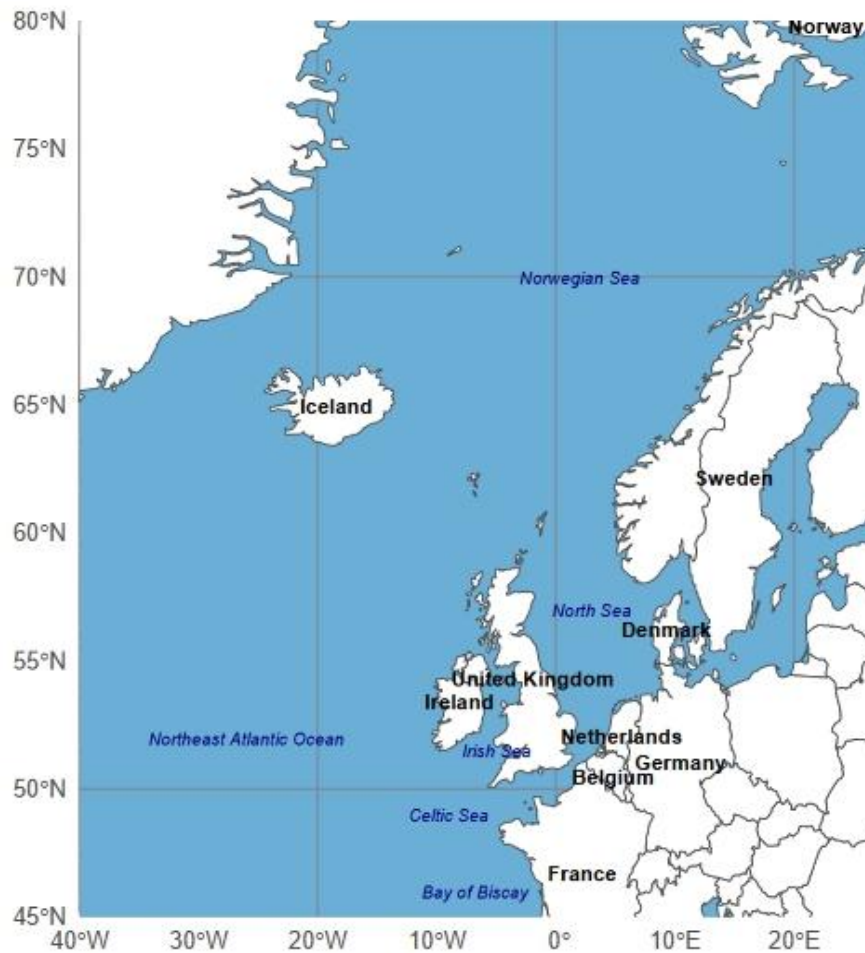 80°N
Norway
75°N
70°N
Norwegian Sea
65°N
Iceland
Sweden
60°N
North Sea
Denmark
55°N
United Kingdom
Ireland
Northeast Atlantic Ocean
Netherlands
Irish Sea
Germany
Belgium
50°N
Celtic Sea
France
Bay of Biscay
45°N
40°W 30°W 20°W 10°W 0° 10°E 20°E